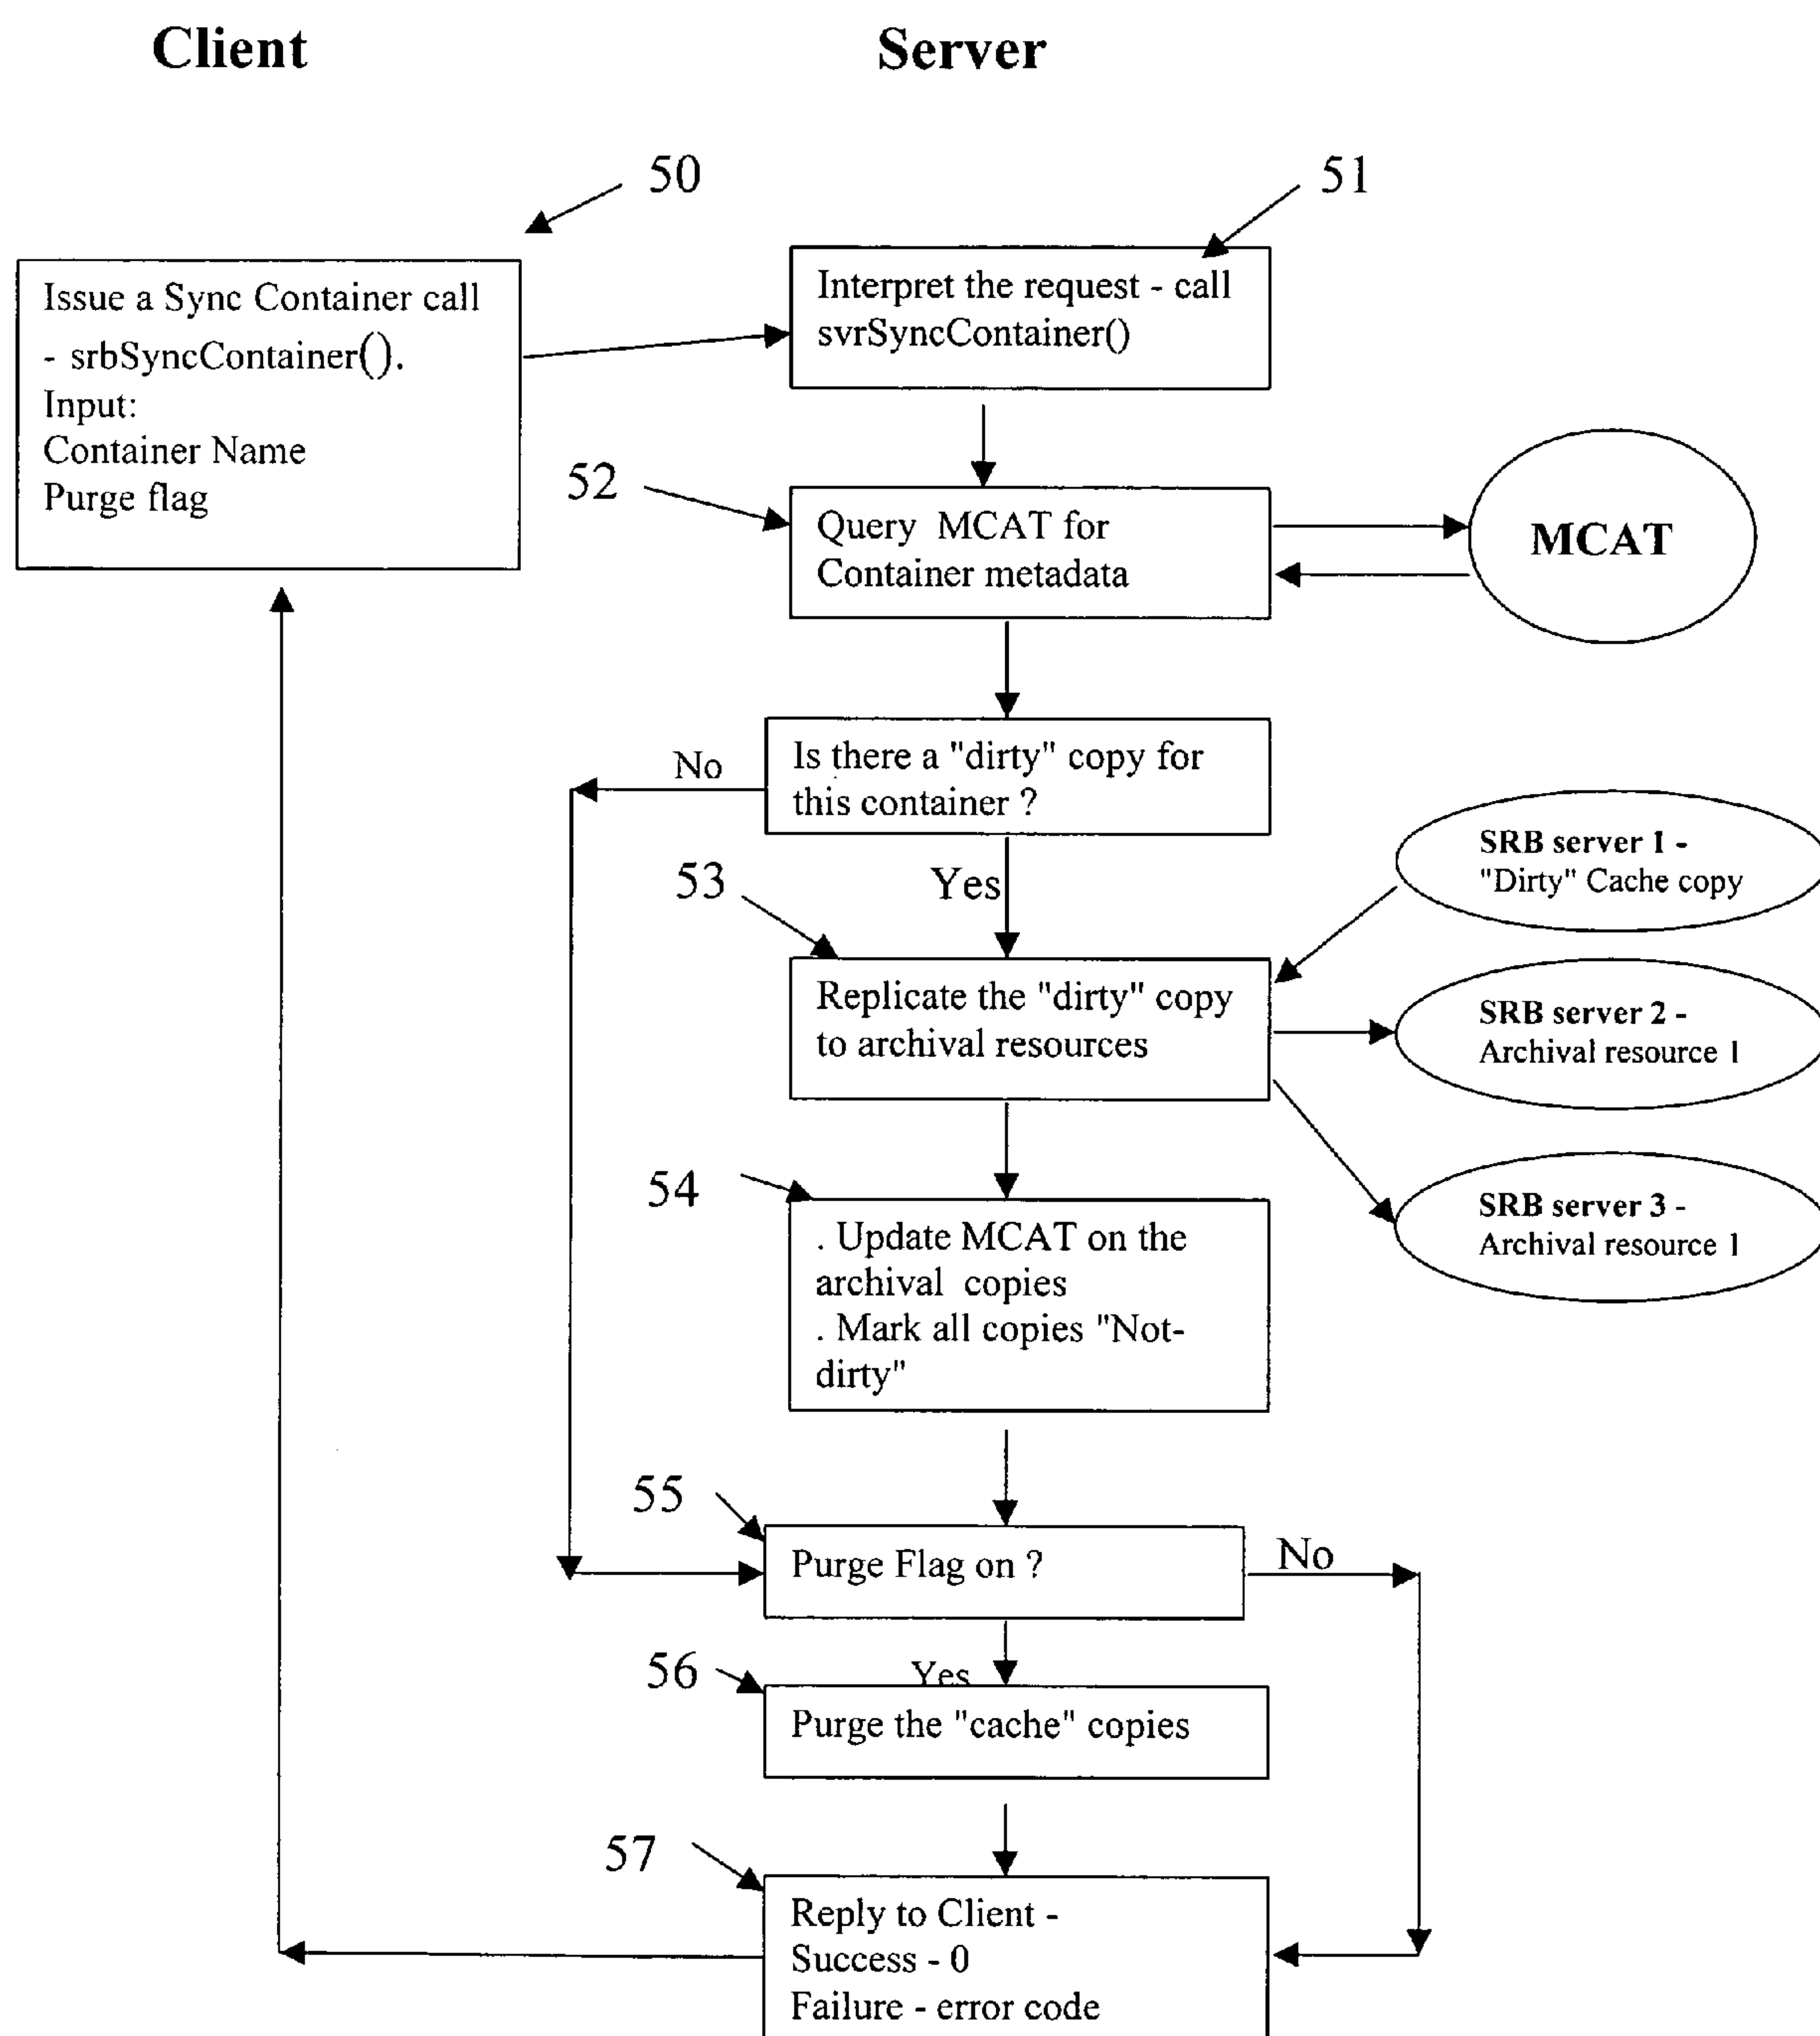 Client
Server
50
51
Issue a Sync Container call
- srbSyncContainer().
Input:
Container Name
Purge flag
Interpret the request - call
svrSyncContainer()
52
Query MCAT for
Container metadata
MCAT
Is there a "dirty" copy for
this container ?
No
Yes
SRB server 1 -
"Dirty" Cache copy
53
Replicate the "dirty" copy
to archival resources
SRB server 2 -
Archival resource 1
SRB server 3 -
Archival resource 1
54
. Update MCAT on the
archival copies
. Mark all copies "Not-
dirty"
55
Purge Flag on ?
No
Yes
56
Purge the "cache" copies
57
Reply to Client -
Success - 0
Failure - error code